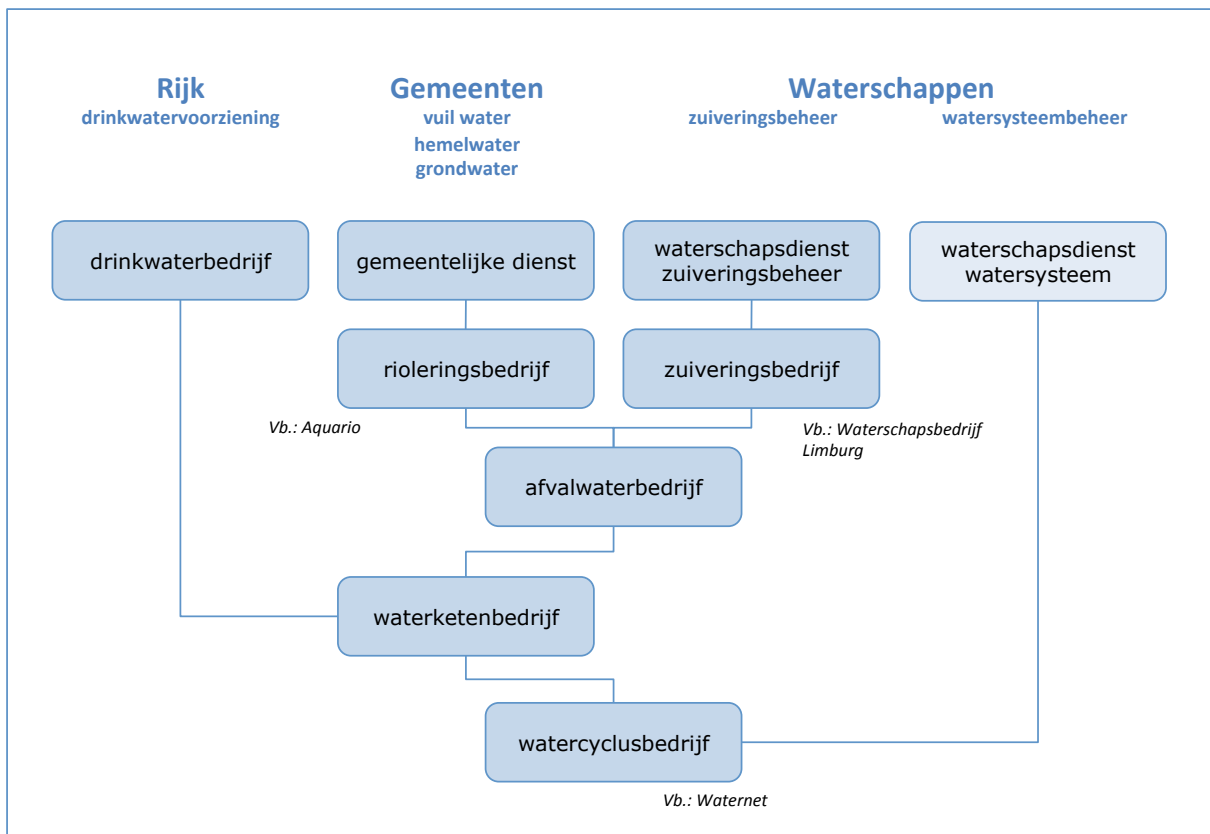 Rijk
drinkwatervoorziening
Gemeenten
vuil water
hemelwater
grondwater
Waterschappen
zuiveringsbeheer
watersysteembeheer
drinkwaterbedrijf
gemeentelijke dienst
waterschapsdienst
zuiveringsbeheer
waterschapsdienst
watersysteem
rioleringsbedrijf
zuiveringsbedrijf
Vb.: Aquario
Vb.: Waterschapsbedrijf
Limburg
afvalwaterbedrijf
waterketenbedrijf
watercyclusbedrijf
Vb.: Waternet